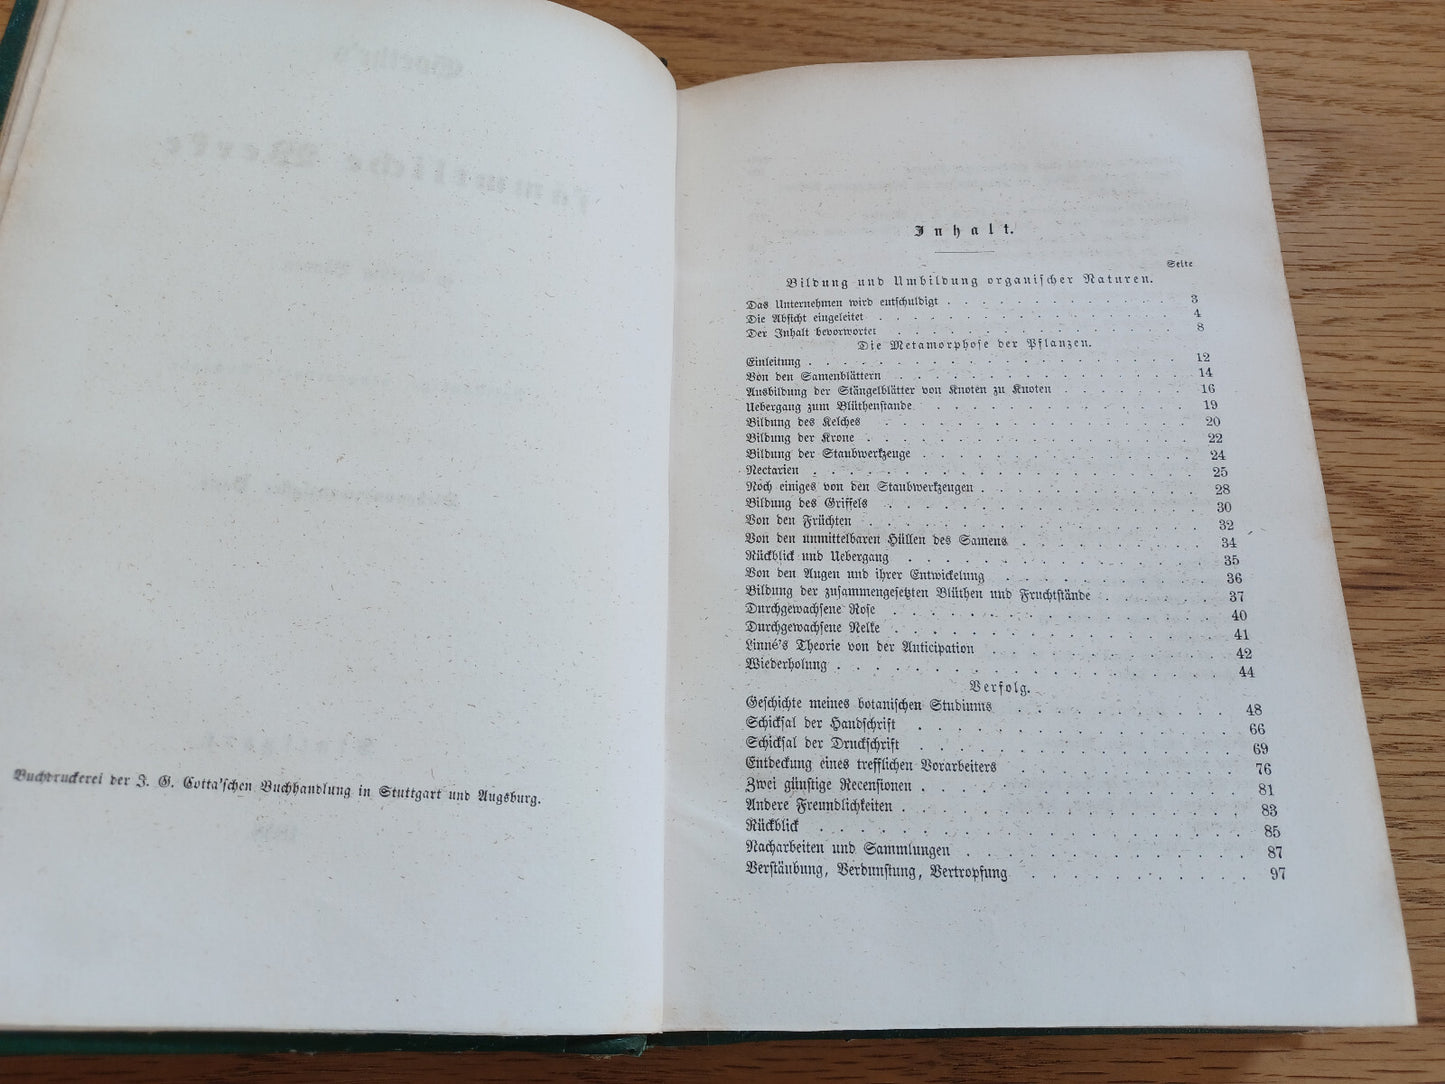 Buchdruckerei der J. G. Cotta'schen Buchhandlung in Stuttgart und Augsburg.
Inhalt.
Seite
Bildung und Umbildung organischer Naturen.
Das Unternehmen wird entschuldigt . . . . . . . . . . . . . 3
Die Absicht eingeleitet . . . . . . . . . . . . . . . . . 4
Der Inhalt bevorwortet . . . . . . . . . . . . . . . . . 8
Die Metamorphose der Pflanzen.
Einleitung . . . . . . . . . . . . . . . . . . . . . 12
Von den Samenblättern . . . . . . . . . . . . . . . . 14
Ausbildung der Stängelblätter von Knoten zu Knoten . . . . . . . 16
Uebergang zum Blüthenstande . . . . . . . . . . . . . . 19
Bildung des Kelches . . . . . . . . . . . . . . . . . 20
Bildung der Krone . . . . . . . . . . . . . . . . . . 22
Bildung der Staubwerkzeuge . . . . . . . . . . . . . . 24
Nectarien . . . . . . . . . . . . . . . . . . . . . 25
Noch einiges von den Staubwerkzeugen . . . . . . . . . . . 28
Bildung des Griffels . . . . . . . . . . . . . . . . . 30
Von den Früchten . . . . . . . . . . . . . . . . . . 32
Von den unmittelbaren Hüllen des Samens . . . . . . . . . . 34
Rückblick und Uebergang . . . . . . . . . . . . . . . . 35
Von den Augen und ihrer Entwickelung . . . . . . . . . . . 36
Bildung der zusammengesetzten Blüthen und Fruchtstände . . . . . . 37
Durchgewachsene Rose . . . . . . . . . . . . . . . . . 40
Durchgewachsene Nelke . . . . . . . . . . . . . . . . . 41
Linné's Theorie von der Anticipation . . . . . . . . . . . . 42
Wiederholung . . . . . . . . . . . . . . . . . . . . 44
Verfolg.
Geschichte meines botanischen Studiums . . . . . . . . . . . 48
Schicksal der Handschrift . . . . . . . . . . . . . . . . 66
Schicksal der Druckschrift . . . . . . . . . . . . . . . . 69
Entdeckung eines trefflichen Vorarbeiters . . . . . . . . . . . 76
Zwei günstige Recensionen . . . . . . . . . . . . . . . . 81
Andere Freundlichkeiten . . . . . . . . . . . . . . . . . 83
Rückblick . . . . . . . . . . . . . . . . . . . . . 85
Nacharbeiten und Sammlungen . . . . . . . . . . . . . . 87
Verstäubung, Verdunstung, Vertropfung . . . . . . . . . . . 97